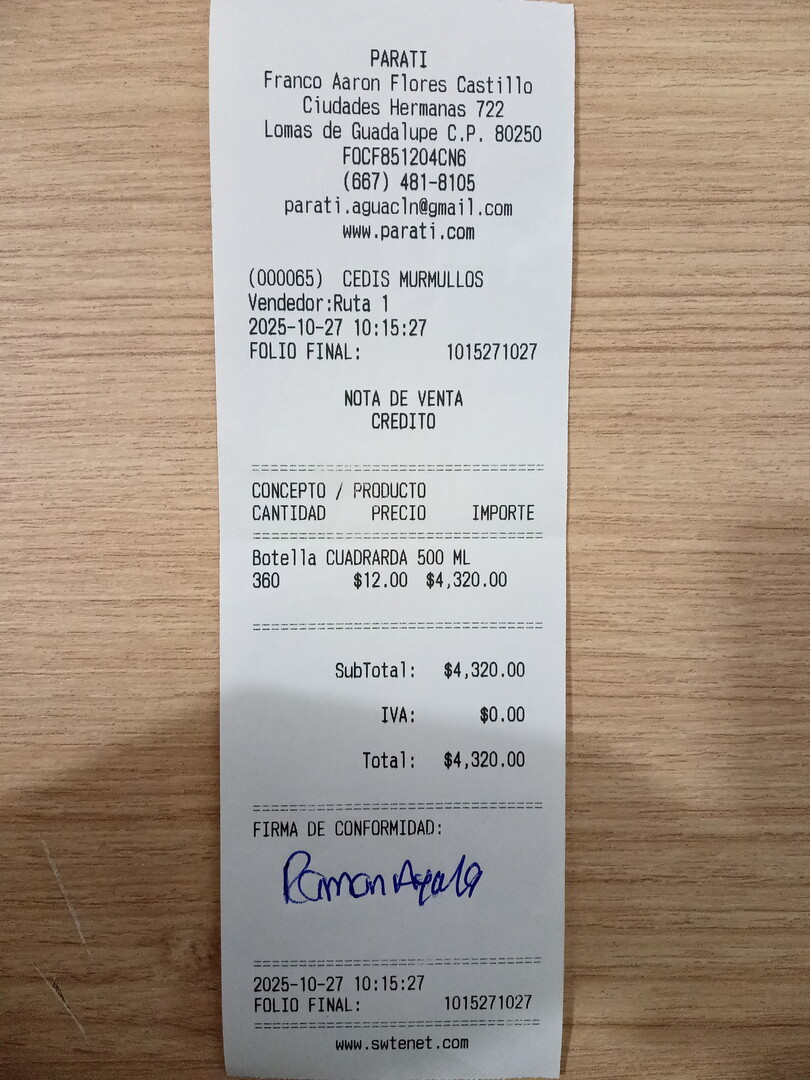 PARATI
Franco Aaron Flores Castillo
Ciudades Hermanas 722
Lomas de Guadalupe C.P. 80250
FOCF851204CN6
(667) 481-8105
parati.aguacln@gmail.com
www.parati.com
(000065) CEDIS MURMULLOS
Vendedor:Ruta 1
2025-10-27 10:15:27
FOLIO FINAL: 1015271027
NOTA DE VENTA
CREDITO
CONCEPTO / PRODUCTO
CANTIDAD PRECIO IMPORTE
Botella CUADRARDA 500 ML
360 $12.00 $4,320.00
SubTotal: $4,320.00
IVA: $0.00
Total: $4,320.00
FIRMA DE CONFORMIDAD:
Ramon Ayala
2025-10-27 10:15:27
FOLIO FINAL: 1015271027
www.swtenet.com